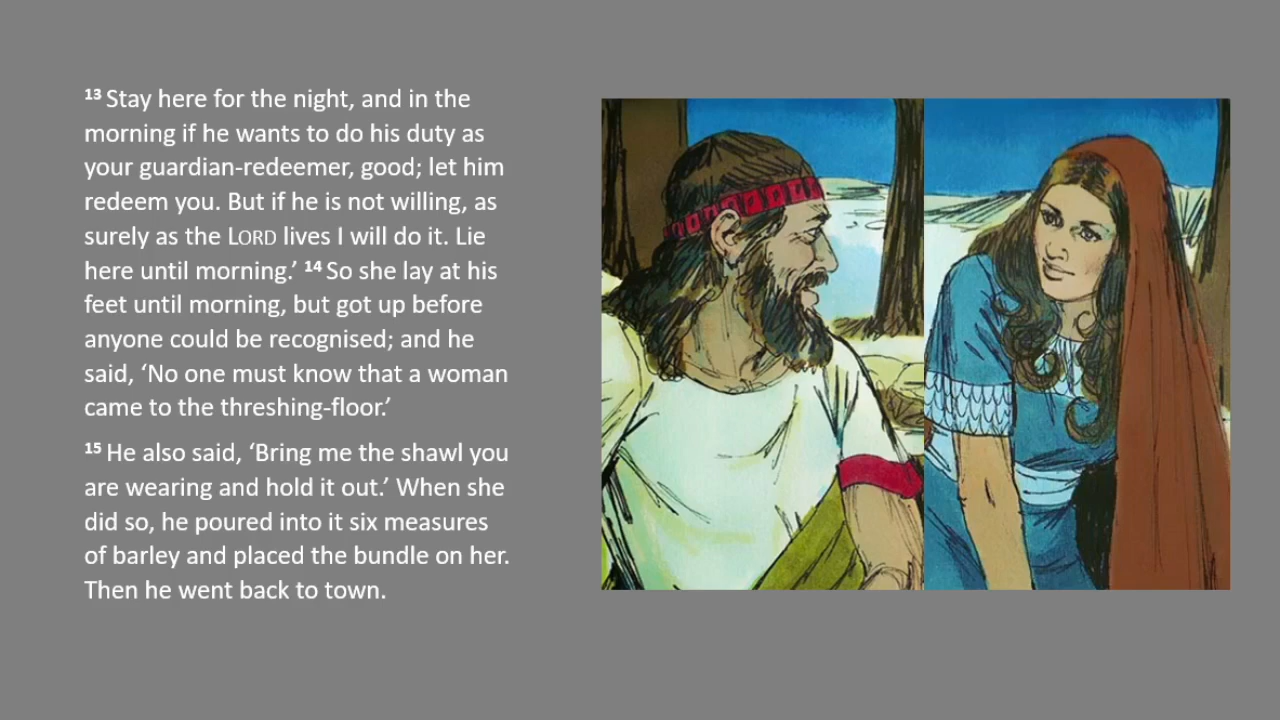 ¹³ Stay here for the night, and in the
morning if he wants to do his duty as
your guardian-redeemer, good; let him
redeem you. But if he is not willing, as
surely as the LORD lives I will do it. Lie
here until morning.’ ¹⁴ So she lay at his
feet until morning, but got up before
anyone could be recognised; and he
said, ‘No one must know that a woman
came to the threshing-floor.’
¹⁵ He also said, ‘Bring me the shawl you
are wearing and hold it out.’ When she
did so, he poured into it six measures
of barley and placed the bundle on her.
Then he went back to town.